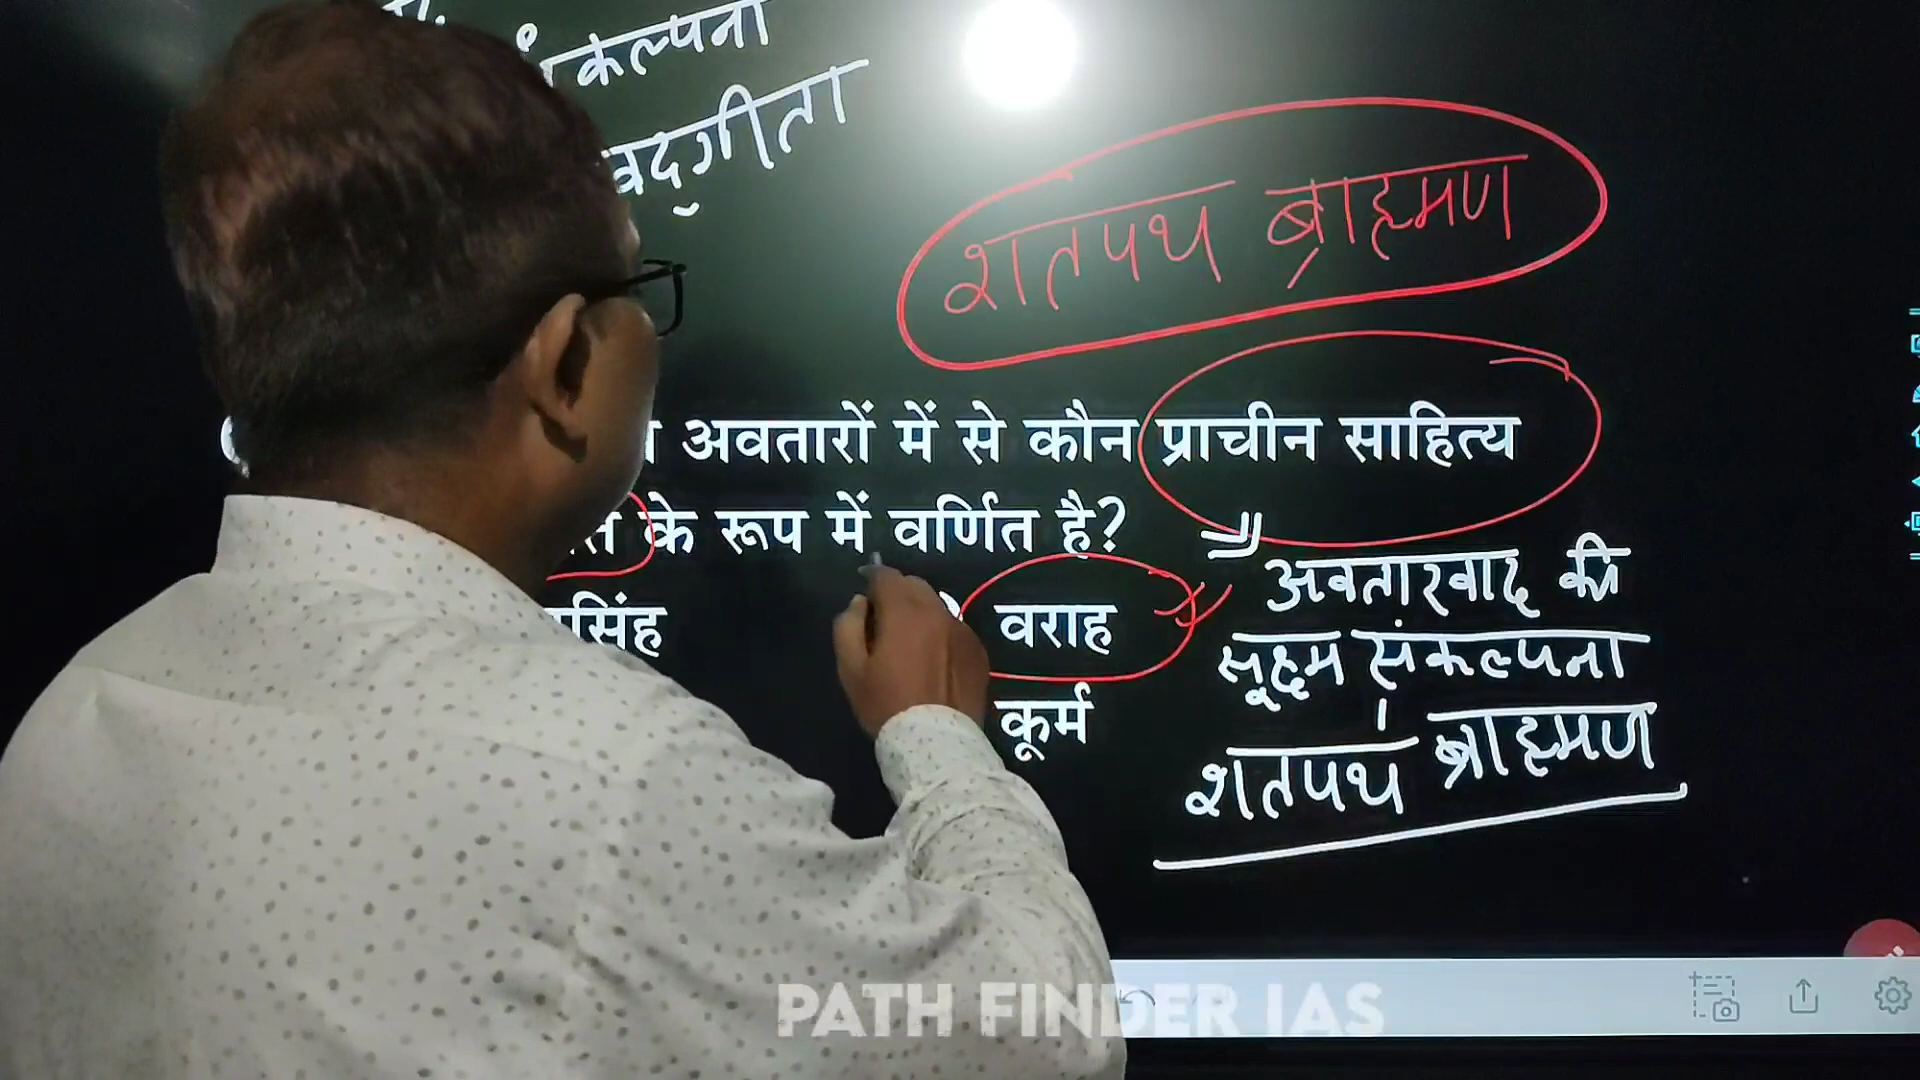 संकल्पना
वद्गीता
शतपथ ब्राह्मण
अवतारों में से कौन प्राचीन साहित्य
के रूप में वर्णित है?
वराह
कूर्म
अवतारवाद की
सूक्ष्म संकल्पना
शतपथ ब्राह्मण
PATH FINDER IAS